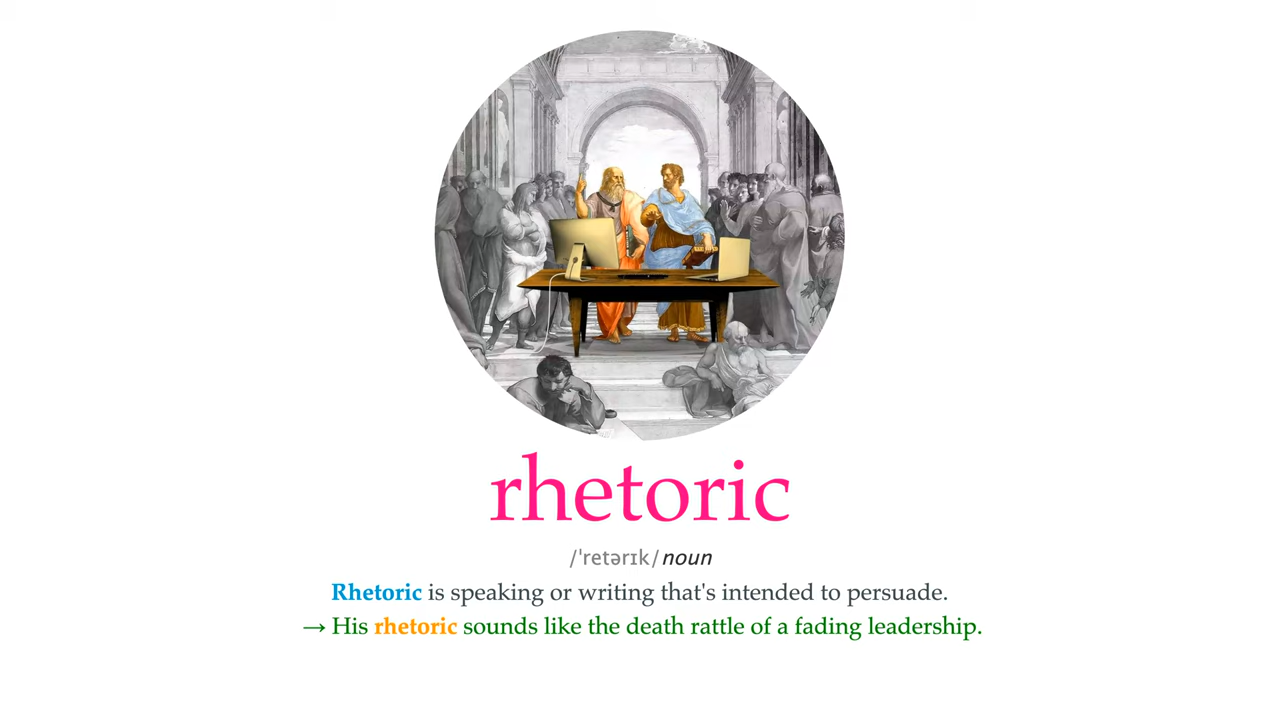 rhetoric
/ˈretərɪk/ noun
Rhetoric is speaking or writing that's intended to persuade.
→ His rhetoric sounds like the death rattle of a fading leadership.